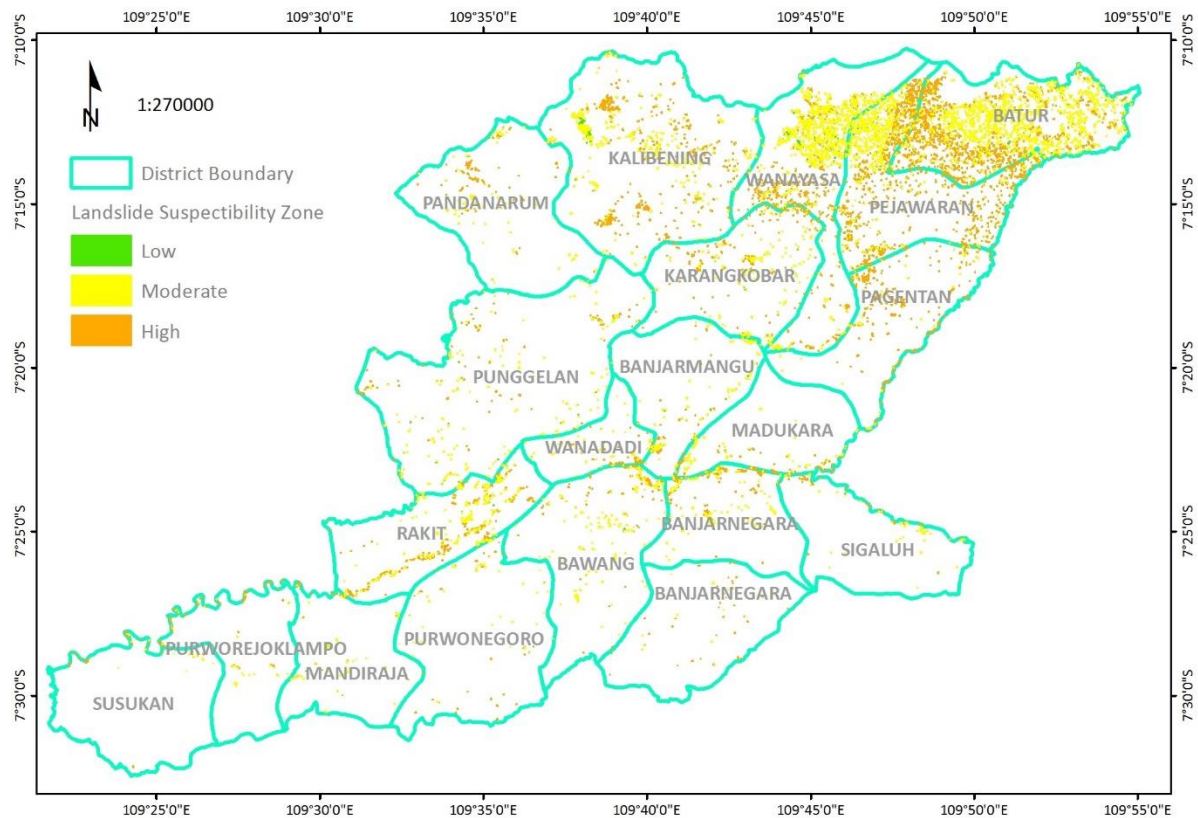 109°25'0"E 109°30'0"E 109°35'0"E 109°40'0"E 109°45'0"E 109°50'0"E 109°55'0"E
7°10'0"S 7°10'0"S
N
1:270000
District Boundary
Landslide Suspectibility Zone
Low
Moderate
High
BATUR
KALIBENING
WANAYASA
PANDANARUM
PEJAWARAN
7°15'0"S 7°15'0"S
KARANGKOBAR
PAGENTAN
7°20'0"S 7°20'0"S
BANJARMANGU
PUNGGELAN
MADUKARA
WANADADI
7°25'0"S 7°25'0"S
BANJARNEGARA
RAKIT
SIGALUH
BAWANG
BANJARNEGARA
PURWONEGORO
PURWOREJOKLAMPO
MANDIRAJA
7°30'0"S 7°30'0"S
SUSUKAN
109°25'0"E 109°30'0"E 109°35'0"E 109°40'0"E 109°45'0"E 109°50'0"E 109°55'0"E